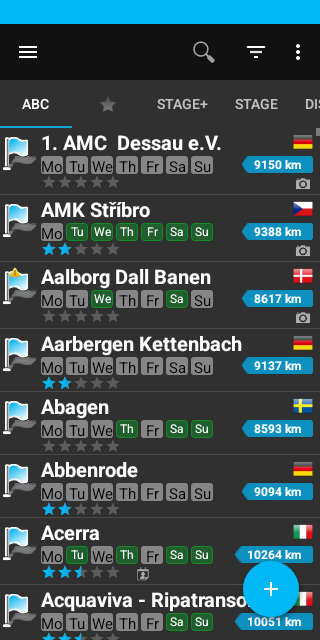 ABC STAGE+ STAGE DIS
1. AMC Dessau e.V.
Mo Tu We Th Fr Sa Su 9150 km
AMK Stříbro
Mo Tu We Th Fr Sa Su 9388 km
Aalborg Dall Banen
Mo Tu We Th Fr Sa Su 8617 km
Aarbergen Kettenbach
Mo Tu We Th Fr Sa Su 9137 km
Abagen
Mo Tu We Th Fr Sa Su 8593 km
Abbenrode
Mo Tu We Th Fr Sa Su 9094 km
Acerra
Mo Tu We Th Fr Sa Su 10264 km
Acquaviva - Ripatranso
Mo Tu We Th Fr Sa Su 10051 km